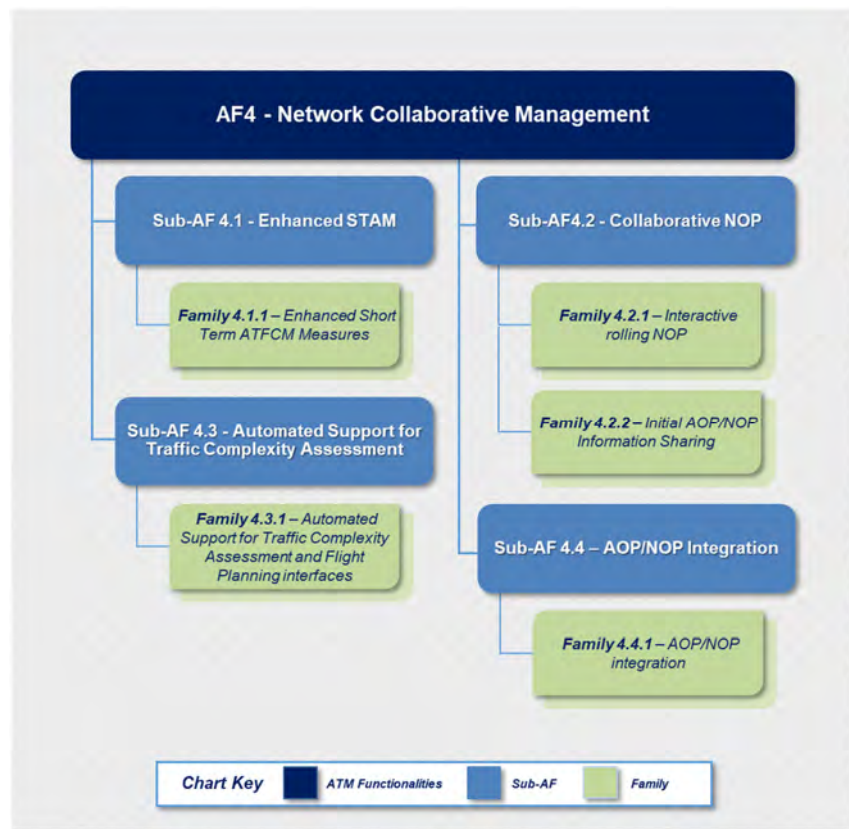 AF4 - Network Collaborative Management
Sub-AF 4.1 - Enhanced STAM
Family 4.1.1 – Enhanced Short
Term ATFCM Measures
Sub-AF 4.3 - Automated Support for
Traffic Complexity Assessment
Family 4.3.1 – Automated
Support for Traffic Complexity
Assessment and Flight
Planning interfaces
Sub-AF4.2 - Collaborative NOP
Family 4.2.1 – Interactive
rolling NOP
Family 4.2.2 – Initial AOP/NOP
Information Sharing
Sub-AF 4.4 – AOP/NOP Integration
Family 4.4.1 – AOP/NOP
integration
Chart Key ATM Functionalities Sub-AF Family